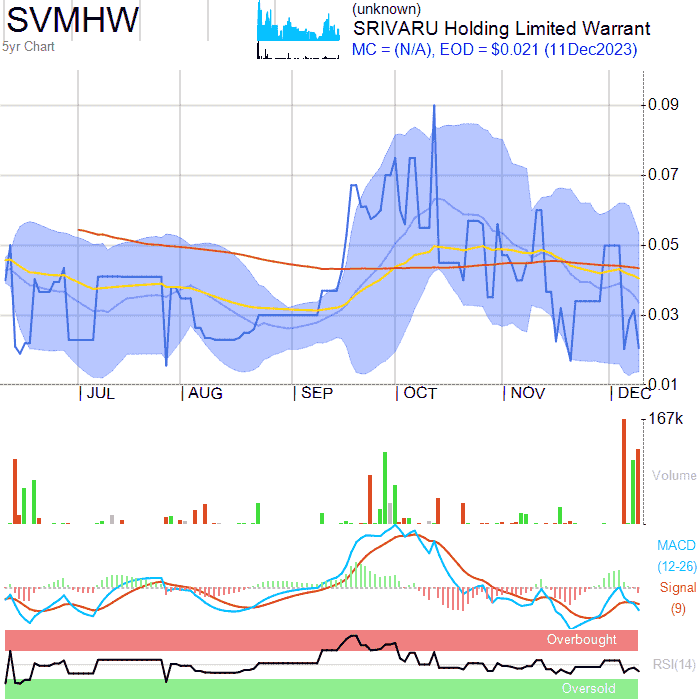 SVMHW
5yr Chart
(unknown)
SRIVARU Holding Limited Warrant
MC = (N/A), EOD = $0.021 (11Dec2023)
0.09
0.07
0.05
0.03
0.01
JUL
AUG
SEP
OCT
NOV
DEC
167k
Volume
MACD
(12-26)
Signal
(9)
Overbought
RSI(14)
Oversold